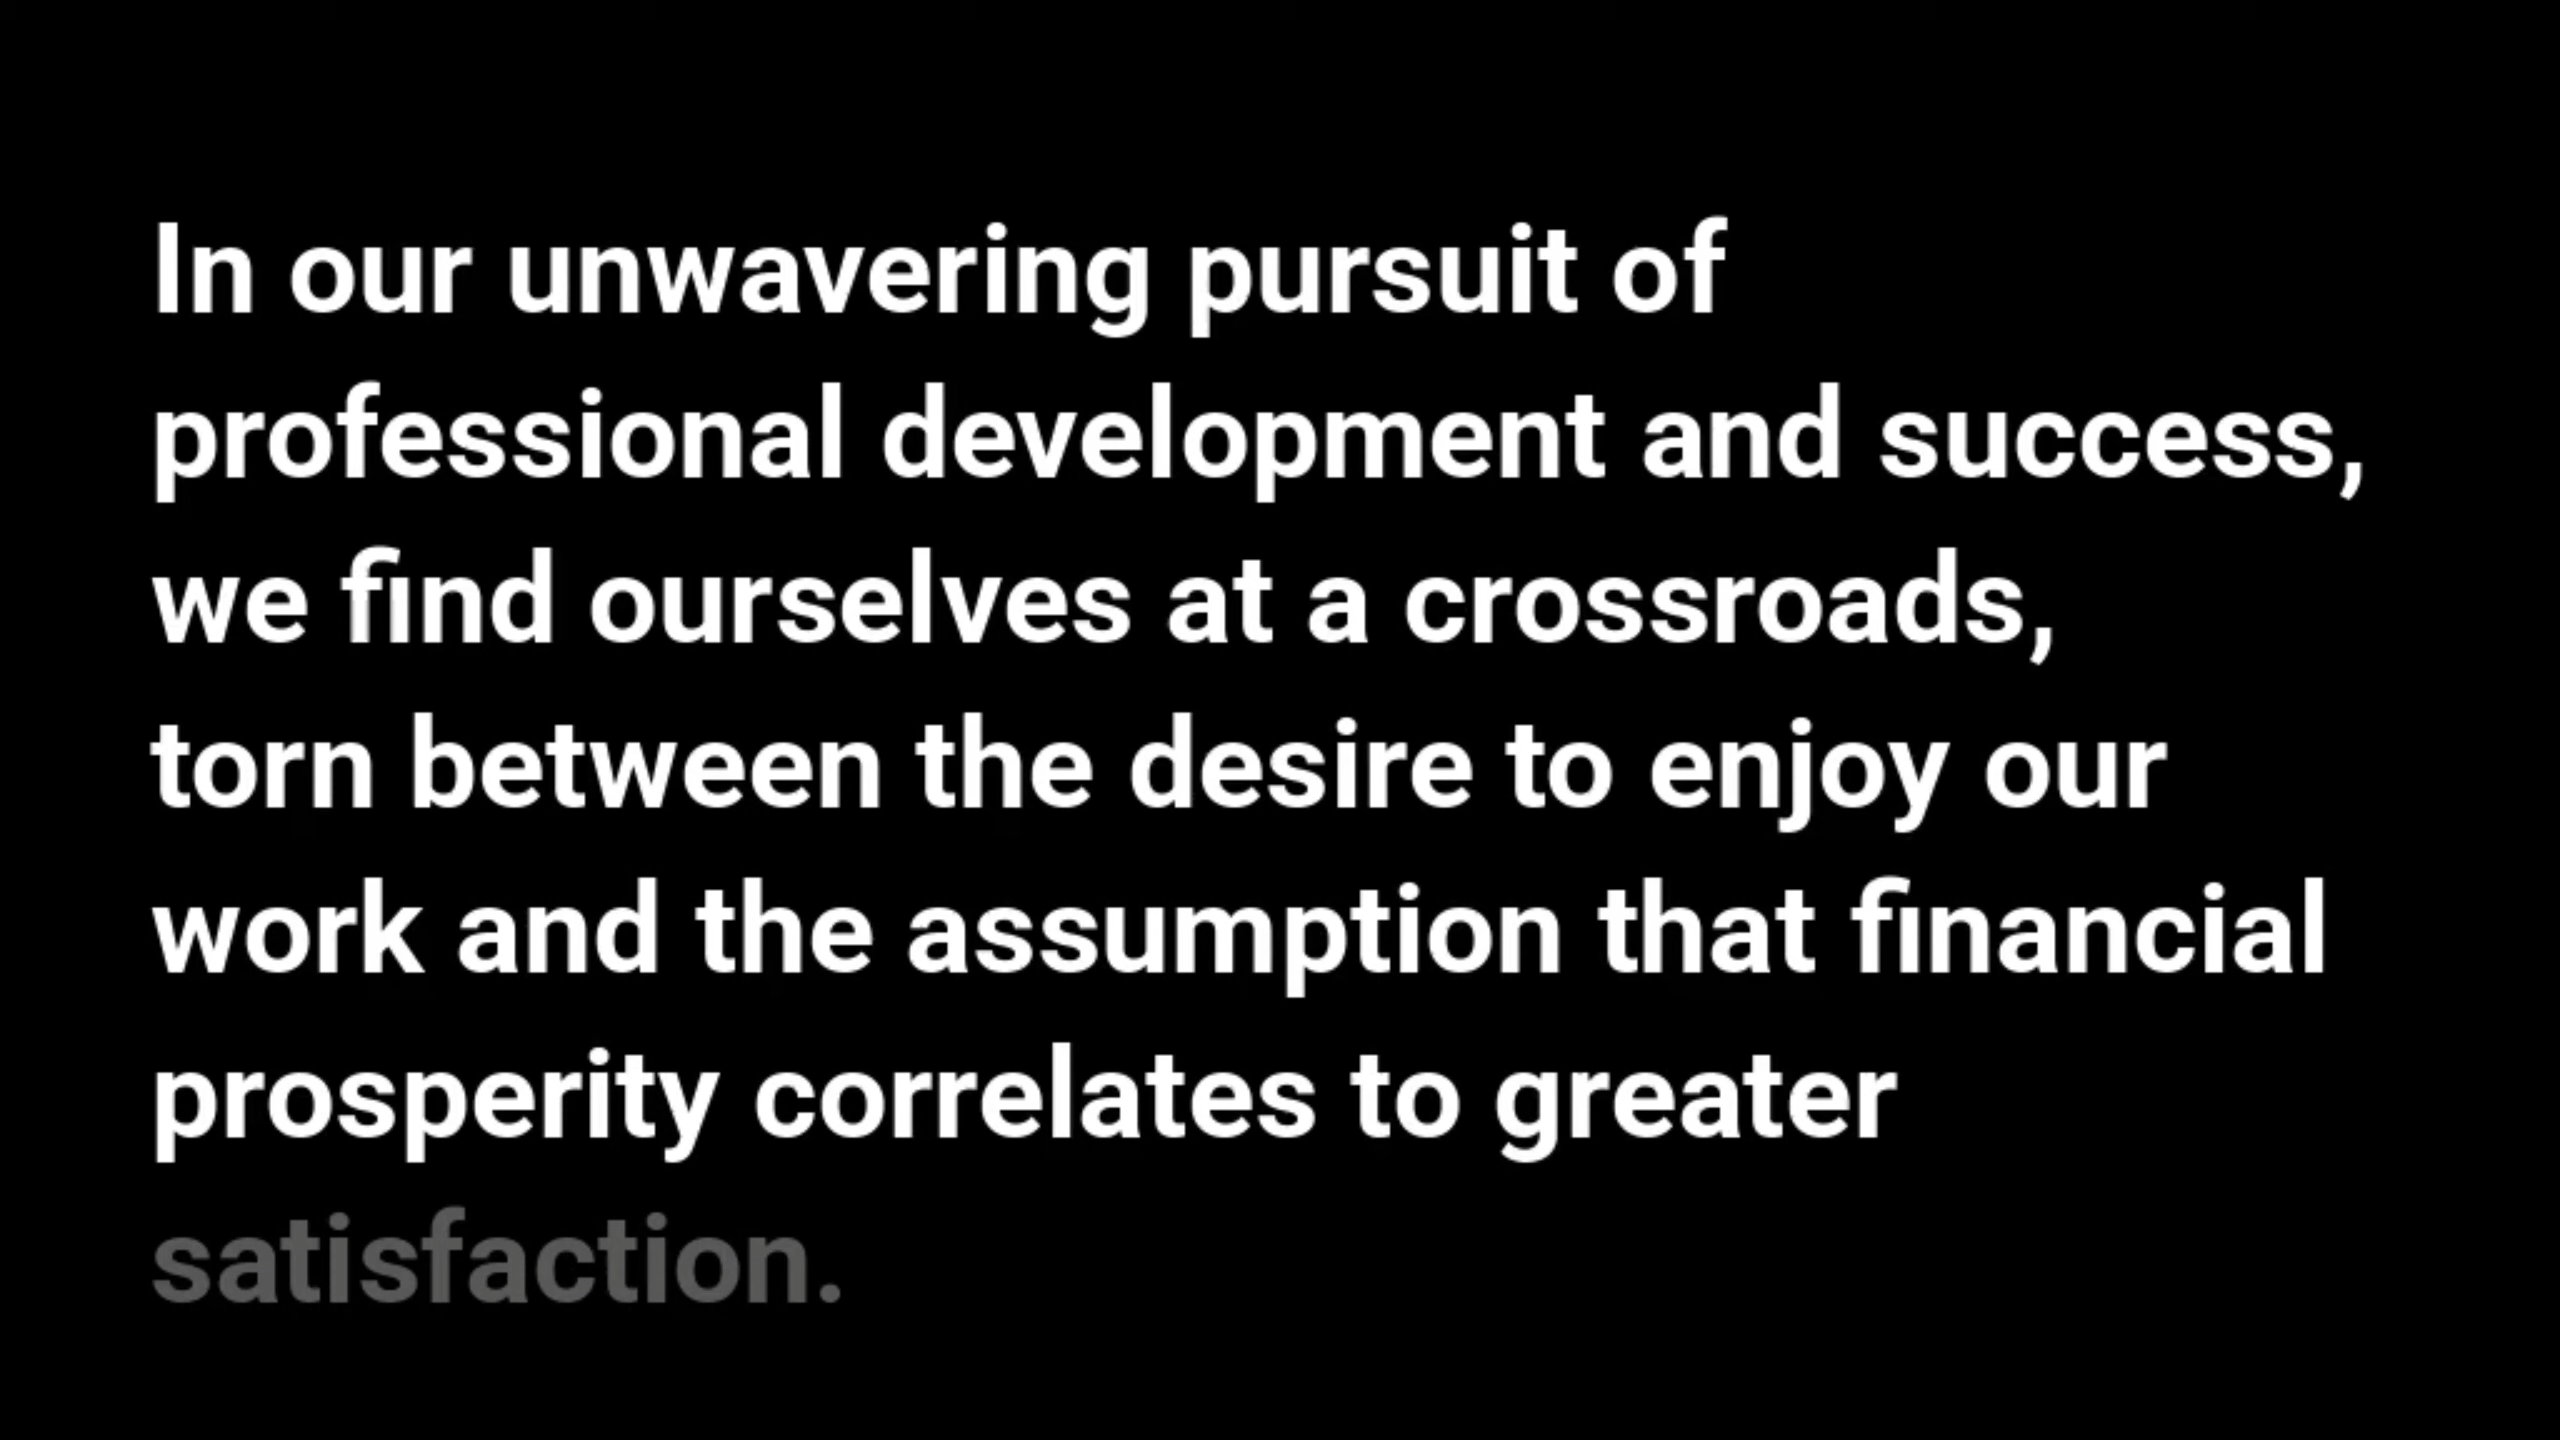 In our unwavering pursuit of
professional development and success,
we find ourselves at a crossroads,
torn between the desire to enjoy our
work and the assumption that financial
prosperity correlates to greater
satisfaction.